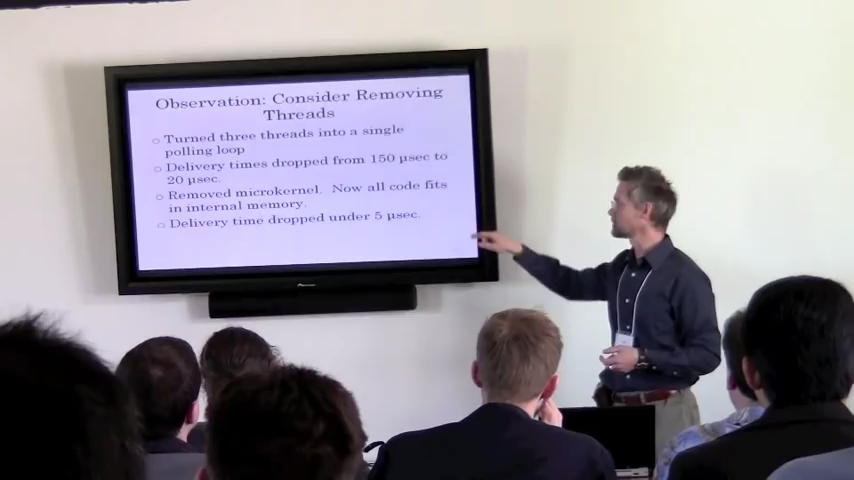 Observation: Consider Removing
Threads
Turned three threads into a single
polling loop
Delivery times dropped from 150 µsec to
20 µsec.
Removed microkernel. Now all code fits
in internal memory.
Delivery time dropped under 5 µsec.
Pioneer